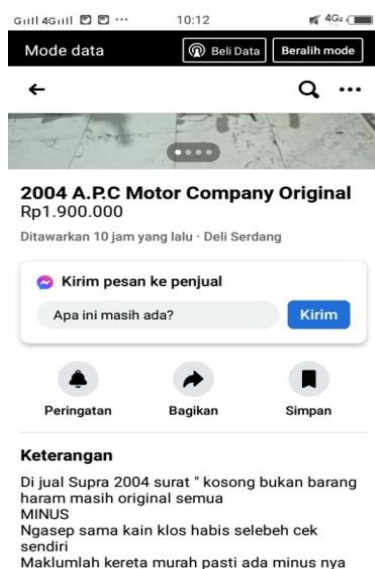 10:12
4G
Mode data
Beli Data
Beralih mode
2004 A.P.C Motor Company Original
Rp1.900.000
Ditawarkan 10 jam yang lalu · Deli Serdang
Kirim pesan ke penjual
Apa ini masih ada?
Kirim
Peringatan
Bagikan
Simpan
Keterangan
Di jual Supra 2004 surat " kosong bukan barang
haram masih original semua
MINUS
Ngasep sama kain klos habis selebeh cek
sendiri
Maklumlah kereta murah pasti ada minus nya